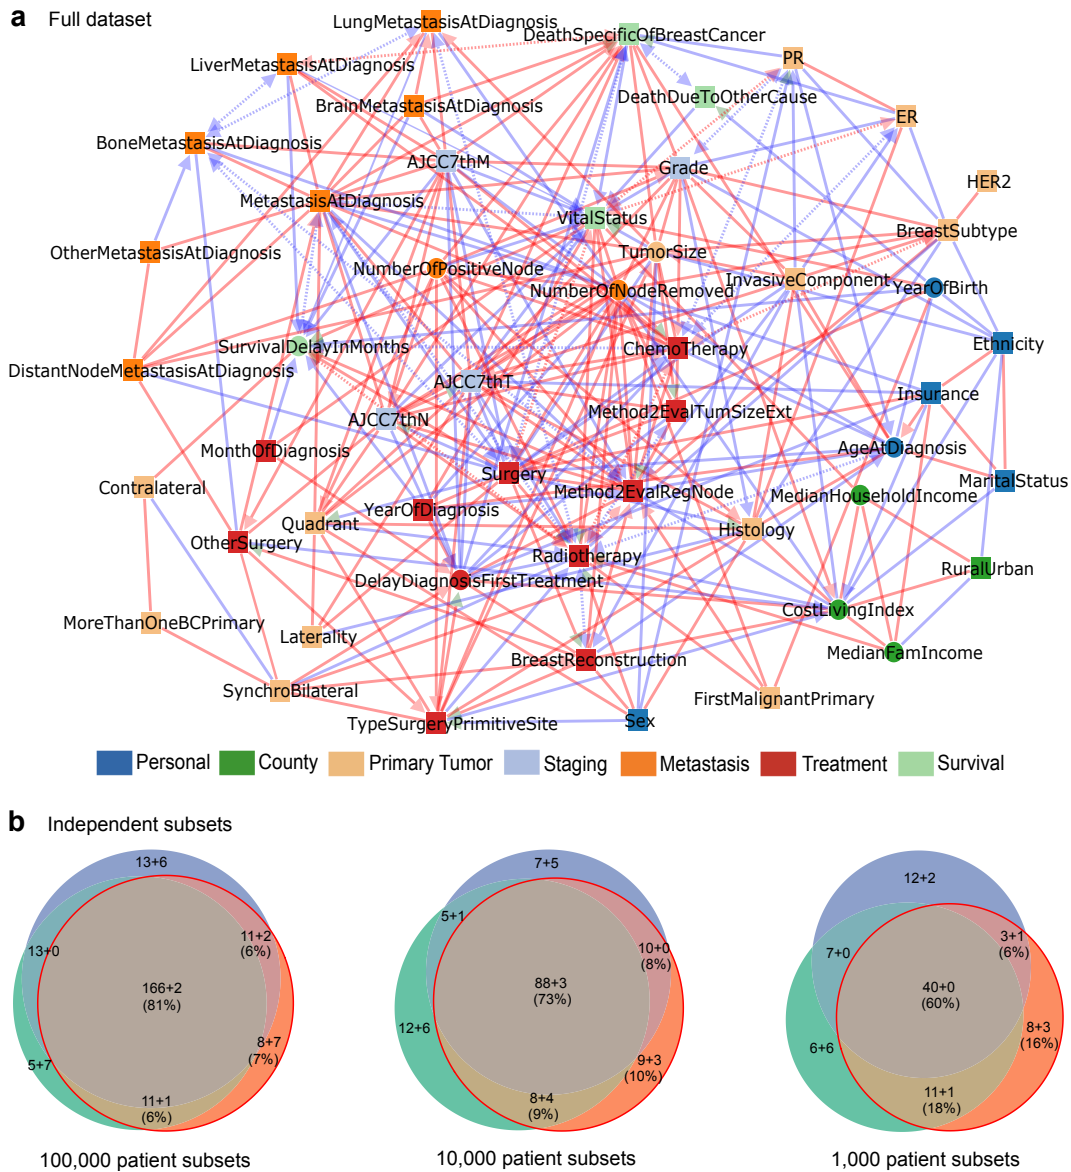 a Full dataset
LungMetastasisAtDiagnosis
DeathSpecificOfBreastCancer
LiverMetastasisAtDiagnosis
PR
BrainMetastasisAtDiagnosis
DeathDueToOtherCause
ER
BoneMetastasisAtDiagnosis
AJCC7thM
Grade
HER2
MetastasisAtDiagnosis
VitalStatus
BreastSubtype
OtherMetastasisAtDiagnosis
TumorSize
NumberOfPositiveNode
InvasiveComponent
YearOfBirth
NumberOfNodeRemoved
SurvivalDelayInMonths
ChemoTherapy
Ethnicity
DistantNodeMetastasisAtDiagnosis
AJCC7thT
Insurance
AJCC7thN
Method2EvalTumSizeExt
MonthOfDiagnosis
AgeAtDiagnosis
Surgery
MaritalStatus
Contralateral
Method2EvalRegNode
MedianHouseholdIncome
YearOfDiagnosis
Quadrant
Histology
OtherSurgery
Radiotherapy
RuralUrban
DelayDiagnosisFirstTreatment
CostLivingIndex
MoreThanOneBCPrimary
Laterality
MedianFamIncome
BreastReconstruction
SynchroBilateral
FirstMalignantPrimary
TypeSurgeryPrimitiveSite
Sex
Personal County Primary Tumor Staging Metastasis Treatment Survival
b Independent subsets
13+6
13+0
11+2
(6%)
166+2
(81%)
8+7
(7%)
5+7
11+1
(6%)
100,000 patient subsets
7+5
5+1
10+0
(8%)
88+3
(73%)
12+6
9+3
(10%)
8+4
(9%)
10,000 patient subsets
12+2
3+1
(6%)
7+0
40+0
(60%)
8+3
(16%)
6+6
11+1
(18%)
1,000 patient subsets